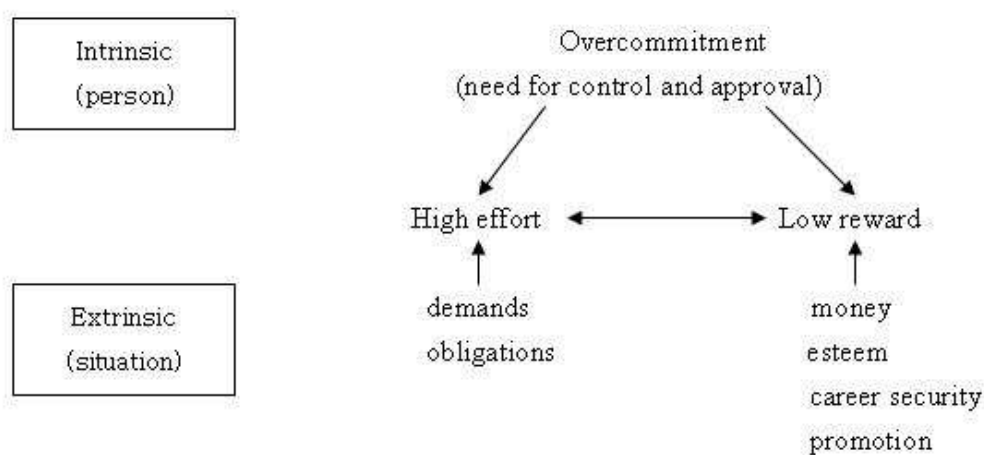 Intrinsic
(person)
Overcommitment
(need for control and approval)
High effort
Low reward
Extrinsic
(situation)
demands
obligations
money
esteem
career security
promotion